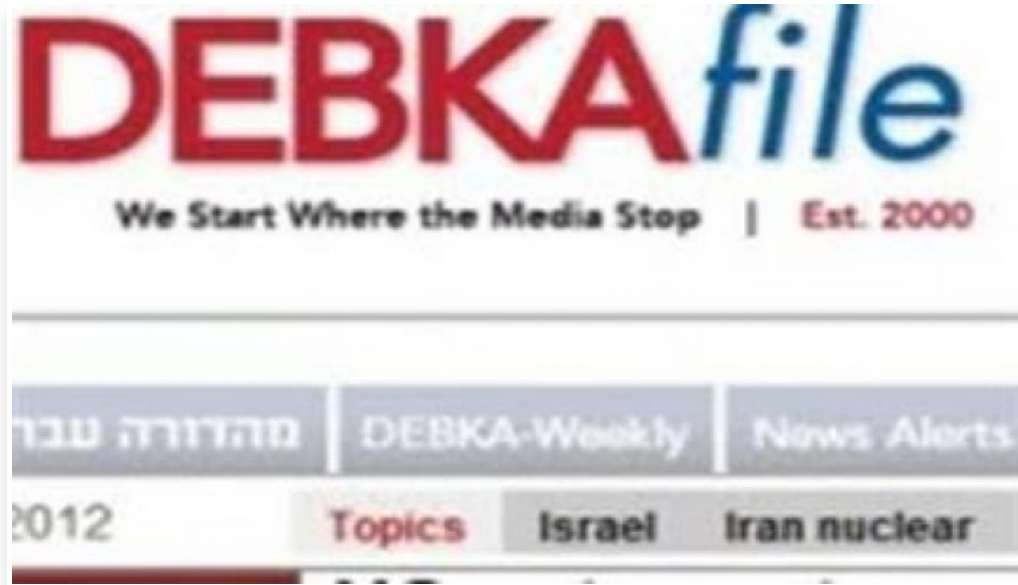 DEBKAfile
We Start Where the Media Stop | Est. 2000
מהדורה DEBKA-Weekly News Alerts
2012 Topics Israel Iran nuclear